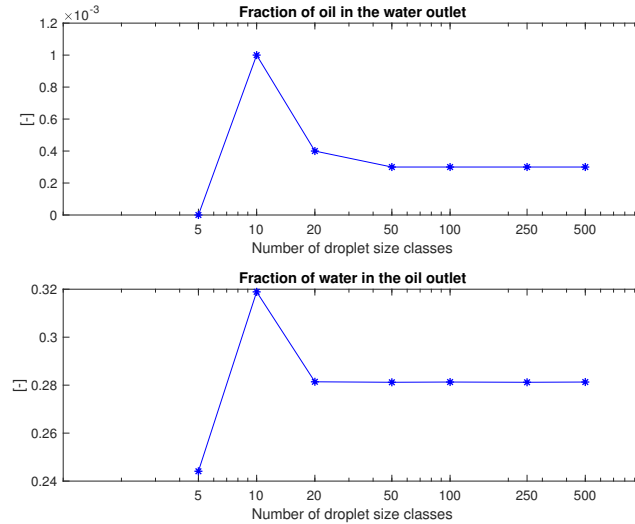 Fraction of oil in the water outlet
×10⁻³
1.2
1
0.8
0.6
0.4
0.2
0
[-]
5 10 20 50 100 250 500
Number of droplet size classes
Fraction of water in the oil outlet
0.32
0.3
0.28
0.26
0.24
[-]
5 10 20 50 100 250 500
Number of droplet size classes